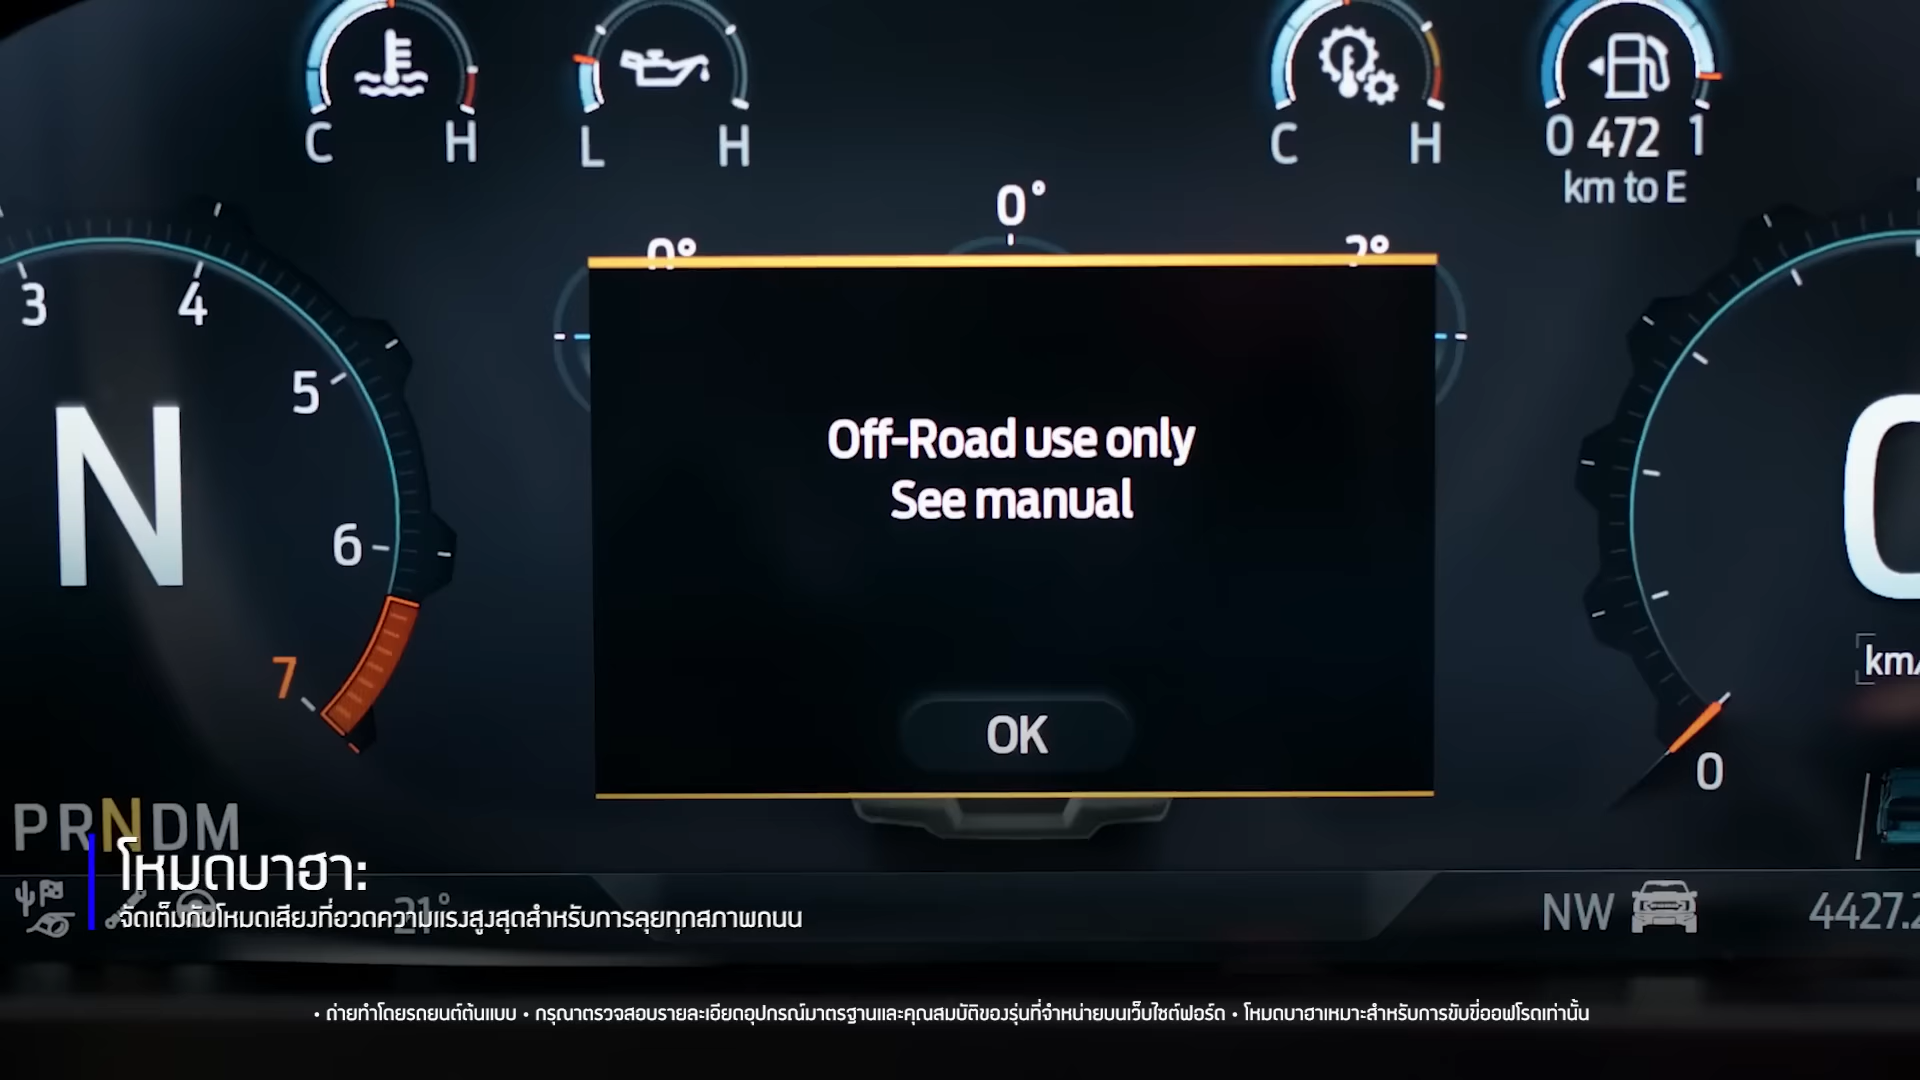 C H
L H
C H
0 472 1
km to E
0°
0°
2°
3
4
5
6
7
N
Off-Road use only
See manual
OK
0
PRNDM
โหมดบาฮา:
จัดเต็มกับโหมดเสียงที่อวดความแรงสูงสุดสำหรับการลุยทุกสภาพถนน
21°
NW
• ถ่ายทำโดยรถยนต์ต้นแบบ • กรุณาตรวจสอบรายละเอียดอุปกรณ์มาตรฐานและคุณสมบัติของรุ่นที่จำหน่ายบนเว็บไซต์ฟอร์ด • โหมดบาฮาเหมาะสำหรับการขับขี่ออฟโรดเท่านั้น